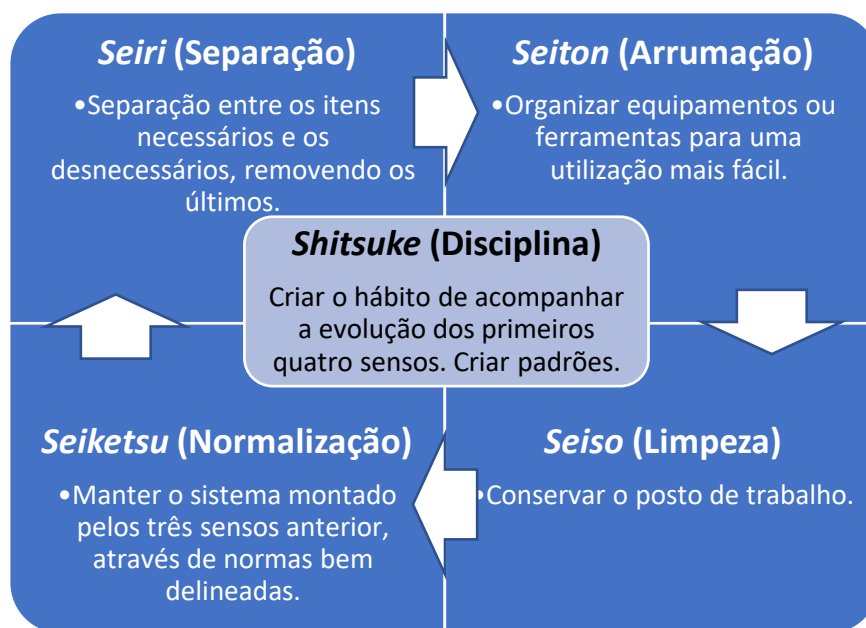 Seiri (Separação)
•Separação entre os itens
necessários e os
desnecessários, removendo os
últimos.
Seiton (Arrumação)
•Organizar equipamentos ou
ferramentas para uma
utilização mais fácil.
Shitsuke (Disciplina)
Criar o hábito de acompanhar
a evolução dos primeiros
quatro sensos. Criar padrões.
Seiketsu (Normalização)
•Manter o sistema montado
pelos três sensos anterior,
através de normas bem
delineadas.
Seiso (Limpeza)
•Conservar o posto de trabalho.